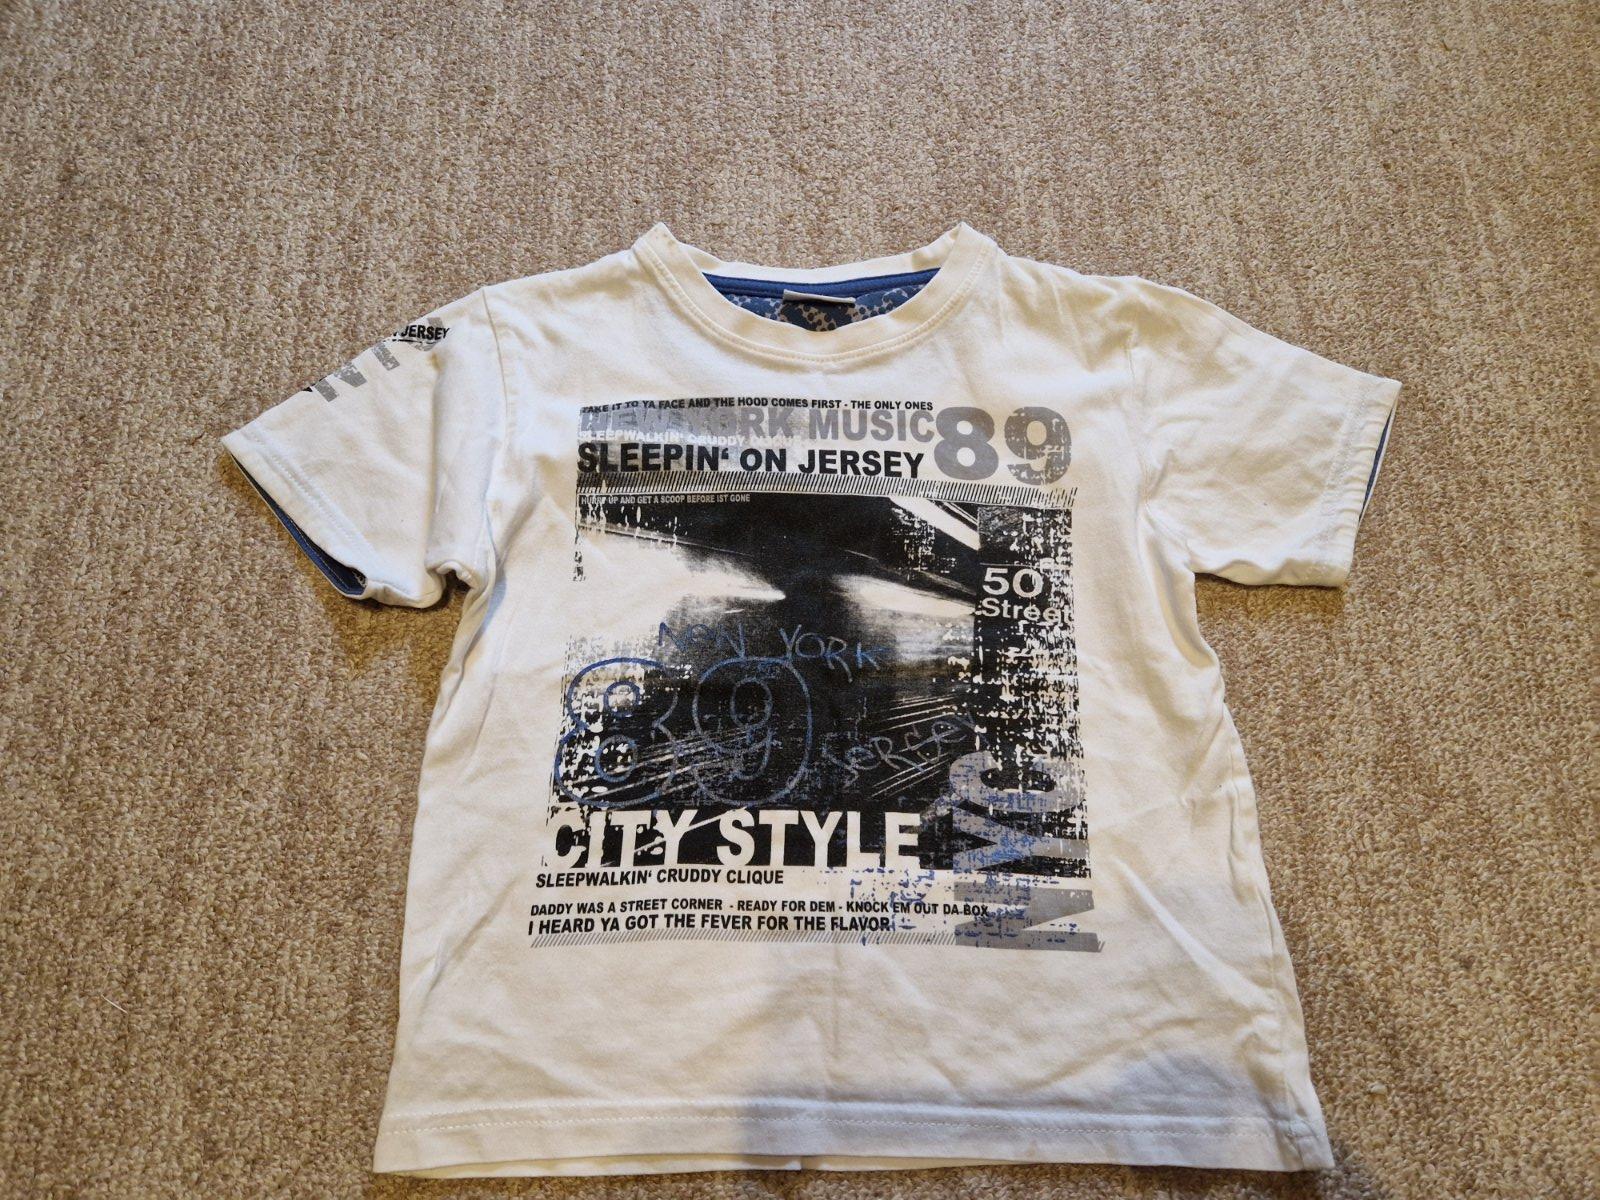 JERSEY
NY
TAKE IT TO YA FACE AND THE HOOD COMES FIRST - THE ONLY ONES
NEW YORK MUSIC 89
SLEEPWALKIN' CRUDDY CLIQUE
SLEEPIN' ON JERSEY
HURRY UP AND GET A SCOOP BEFORE IST GONE
50
Street
NEW YORK
89
JERSEY
NYC
CITY STYLE
SLEEPWALKIN' CRUDDY CLIQUE
DADDY WAS A STREET CORNER - READY FOR DEM - KNOCK EM OUT DA BOX
I HEARD YA GOT THE FEVER FOR THE FLAVOR